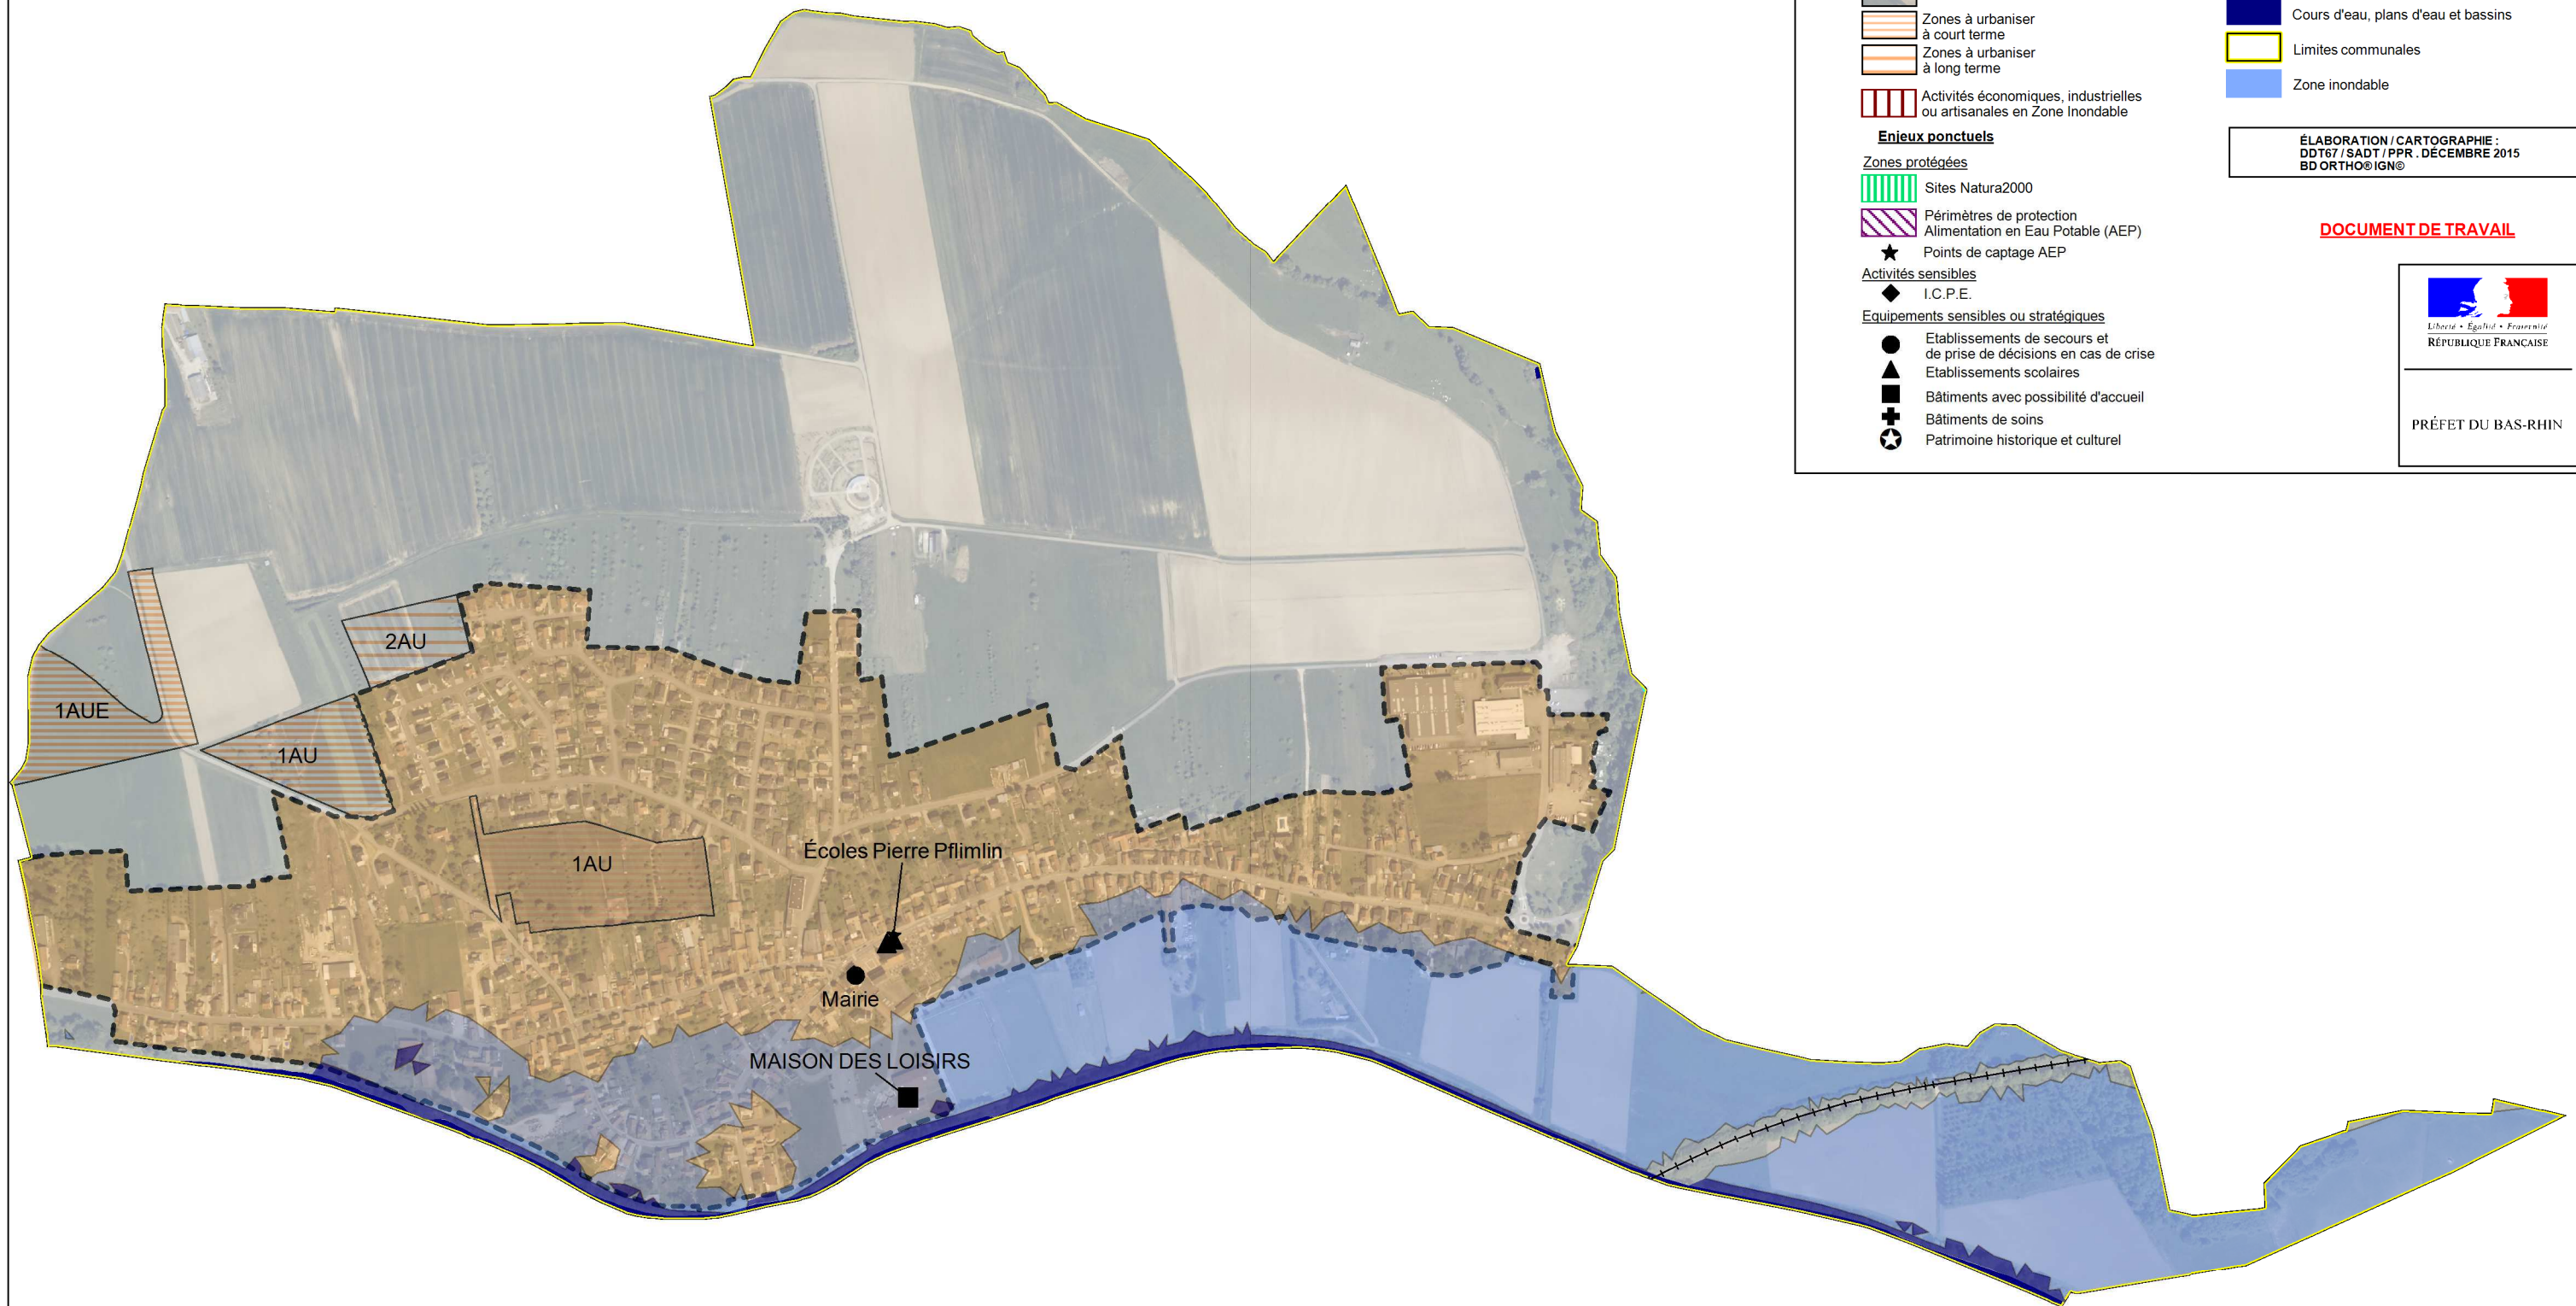 Zones à urbaniser
à court terme
Zones à urbaniser
à long terme
Activités économiques, industrielles
ou artisanales en Zone Inondable
Enjeux ponctuels
Zones protégées
Sites Natura2000
Périmètres de protection
Alimentation en Eau Potable (AEP)
Points de captage AEP
Activités sensibles
I.C.P.E.
Equipements sensibles ou stratégiques
Etablissements de secours et
de prise de décisions en cas de crise
Etablissements scolaires
Bâtiments avec possibilité d'accueil
Bâtiments de soins
Patrimoine historique et culturel
Cours d'eau, plans d'eau et bassins
Limites communales
Zone inondable
ÉLABORATION / CARTOGRAPHIE :
DDT67 / SADT / PPR . DÉCEMBRE 2015
BD ORTHO® IGN©
DOCUMENT DE TRAVAIL
Liberté • Égalité • Fraternité
RÉPUBLIQUE FRANÇAISE
PRÉFET DU BAS-RHIN
2AU
1AUE
1AU
1AU
Écoles Pierre Pflimlin
Mairie
MAISON DES LOISIRS